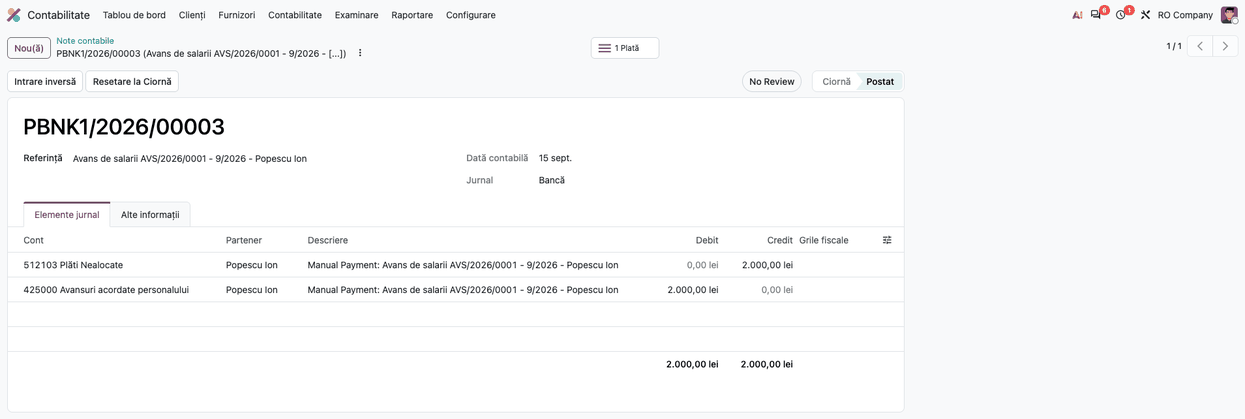 Contabilitate Tablou de bord Clienți Furnizori Contabilitate Examinare Raportare Configurare AI 6 1 RO Company
Nou(ă) Note contabile
PBNK1/2026/00003 (Avans de salarii AVS/2026/0001 - 9/2026 - [...]) 1 Plată 1 / 1
Intrare inversă Resetare la Ciornă No Review Ciornă Postat
PBNK1/2026/00003
Referință Avans de salarii AVS/2026/0001 - 9/2026 - Popescu Ion Dată contabilă 15 sept.
Jurnal Bancă
Elemente jurnal Alte informații
Cont Partener Descriere Debit Credit Grile fiscale
512103 Plăti Nealocate Popescu Ion Manual Payment: Avans de salarii AVS/2026/0001 - 9/2026 - Popescu Ion 0,00 lei 2.000,00 lei
425000 Avansuri acordate personalului Popescu Ion Manual Payment: Avans de salarii AVS/2026/0001 - 9/2026 - Popescu Ion 2.000,00 lei 0,00 lei
2.000,00 lei 2.000,00 lei